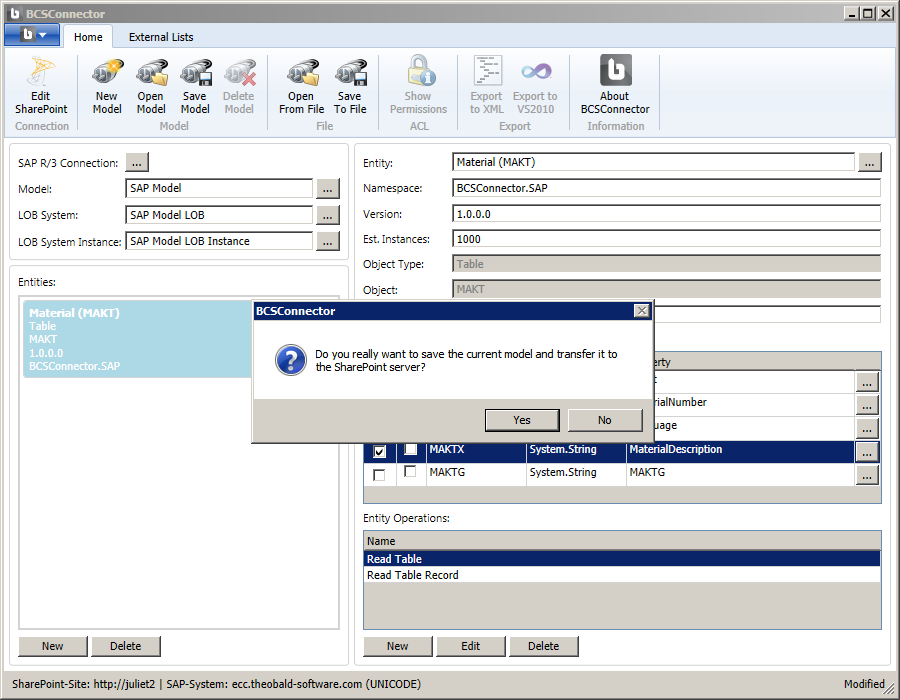 BCSConnector
Home
External Lists
Edit
SharePoint
Connection
New
Model
Open
Model
Save
Model
Delete
Model
Model
Open
From File
Save
To File
File
Show
Permissions
ACL
Export
to XML
Export to
VS2010
Export
About
BCSConnector
Information
SAP R/3 Connection:
...
Model:
SAP Model
...
LOB System:
SAP Model LOB
...
LOB System Instance:
SAP Model LOB Instance
...
Entities:
Material (MAKT)
Table
MAKT
1.0.0.0
BCSConnector.SAP
New
Delete
Entity:
Material (MAKT)
...
Namespace:
BCSConnector.SAP
Version:
1.0.0.0
Est. Instances:
1000
Object Type:
Table
Object:
MAKT
BCSConnector
Do you really want to save the current model and transfer it to
the SharePoint server?
Yes
No
erty
...
rialNumber
...
uage
...
MAKTX
System.String
MaterialDescription
...
MAKTG
System.String
MAKTG
...
Entity Operations:
Name
Read Table
Read Table Record
New
Edit
Delete
SharePoint-Site: http://juliet2 | SAP-System: ecc.theobald-software.com (UNICODE)
Modified